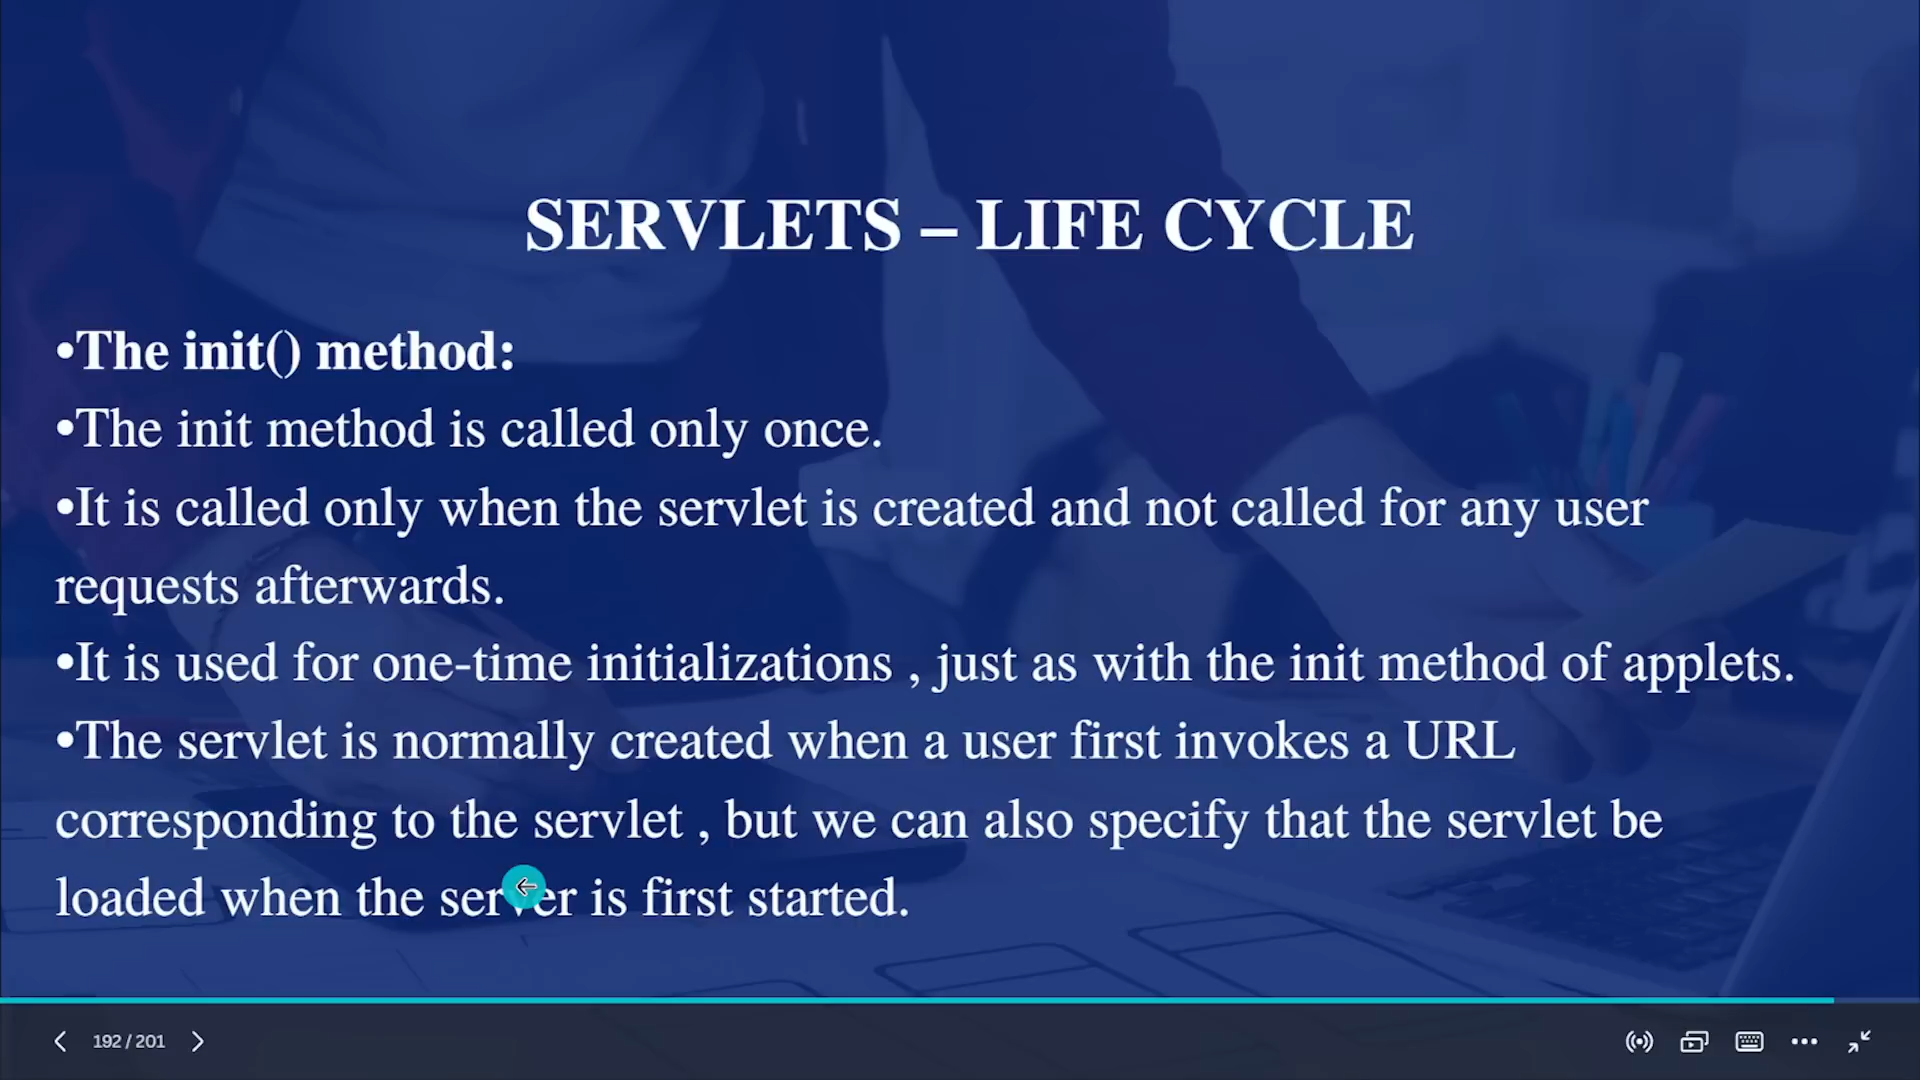 SERVLETS – LIFE CYCLE
•The init() method:
•The init method is called only once.
•It is called only when the servlet is created and not called for any user
requests afterwards.
•It is used for one-time initializations , just as with the init method of applets.
•The servlet is normally created when a user first invokes a URL
corresponding to the servlet , but we can also specify that the servlet be
loaded when the server is first started.
192 / 201